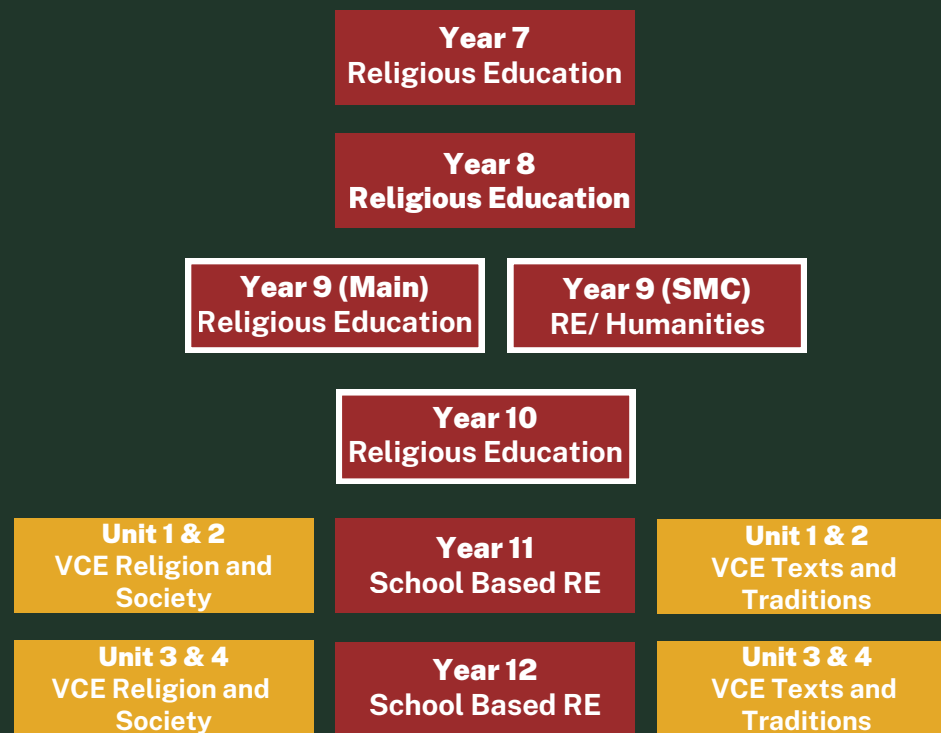 Year 7
Religious Education
Year 8
Religious Education
Year 9 (Main)
Religious Education
Year 9 (SMC)
RE/ Humanities
Year 10
Religious Education
Unit 1 & 2
VCE Religion and
Society
Year 11
School Based RE
Unit 1 & 2
VCE Texts and
Traditions
Unit 3 & 4
VCE Religion and
Society
Year 12
School Based RE
Unit 3 & 4
VCE Texts and
Traditions